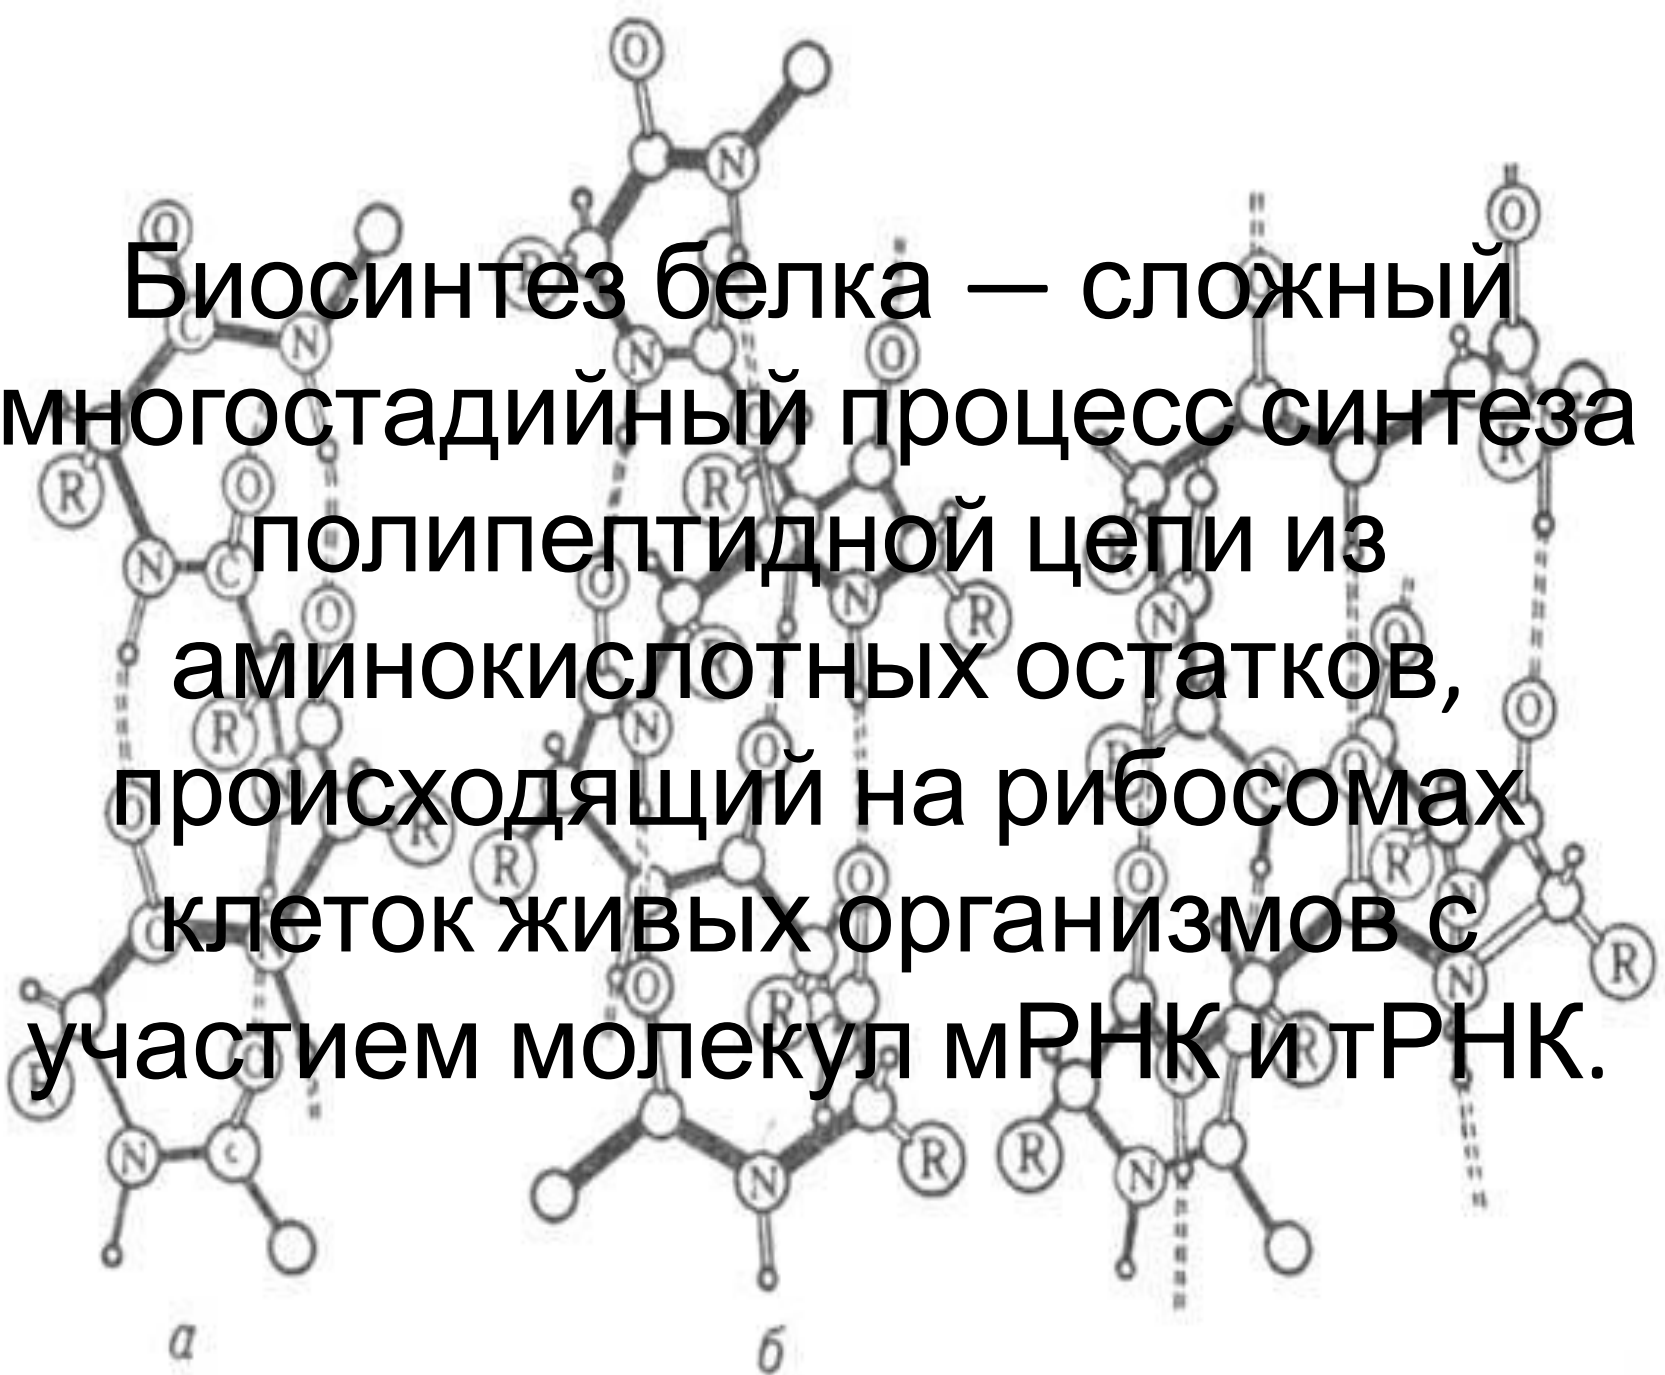 Биосинтез белка — сложный
многостадийный процесс синтеза
полипептидной цепи из
аминокислотных остатков,
происходящий на рибосомах
клеток живых организмов с
участием молекул мРНК и тРНК.
а б